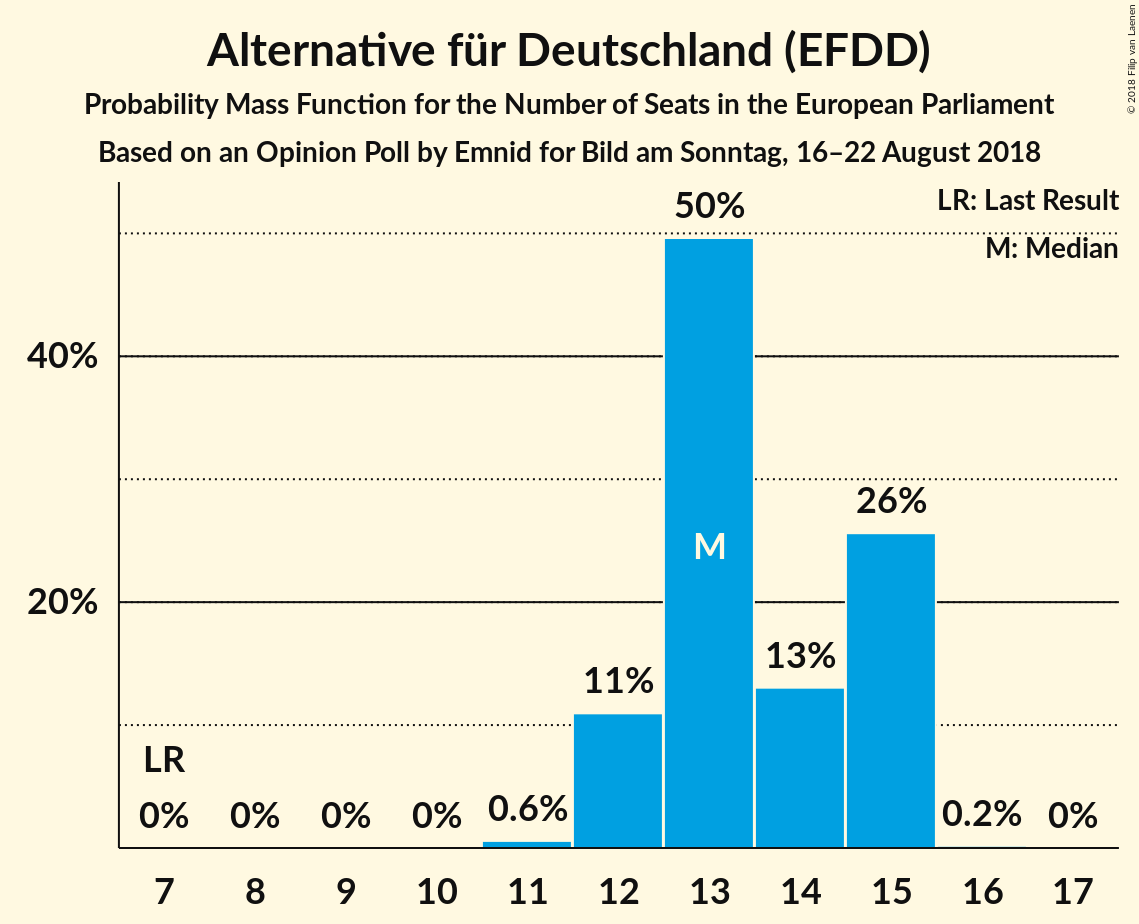 Alternative für Deutschland (EFDD)
Probability Mass Function for the Number of Seats in the European Parliament
Based on an Opinion Poll by Emnid for Bild am Sonntag, 16–22 August 2018
© 2018 Filip van Laenen
LR: Last Result
M: Median
40%
20%
LR
0%
0%
0%
0%
0.6%
11%
50%
M
13%
26%
0.2%
0%
7 8 9 10 11 12 13 14 15 16 17